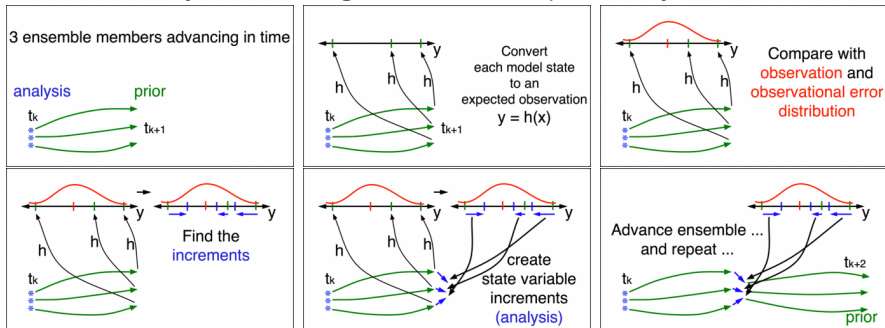 3 ensemble members advancing in time
analysis
prior
tk
tk+1
y
h
h
h
tk
tk+1
Convert
each model state
to an
expected observation
y = h(x)
y
h
h
h
tk
Compare with
observation and
observational error
distribution
y
h
h
h
tk
Find the
increments
y
h
h
h
tk
create
state variable
increments
(analysis)
y
Advance ensemble ...
and repeat ...
tk
tk+2
prior